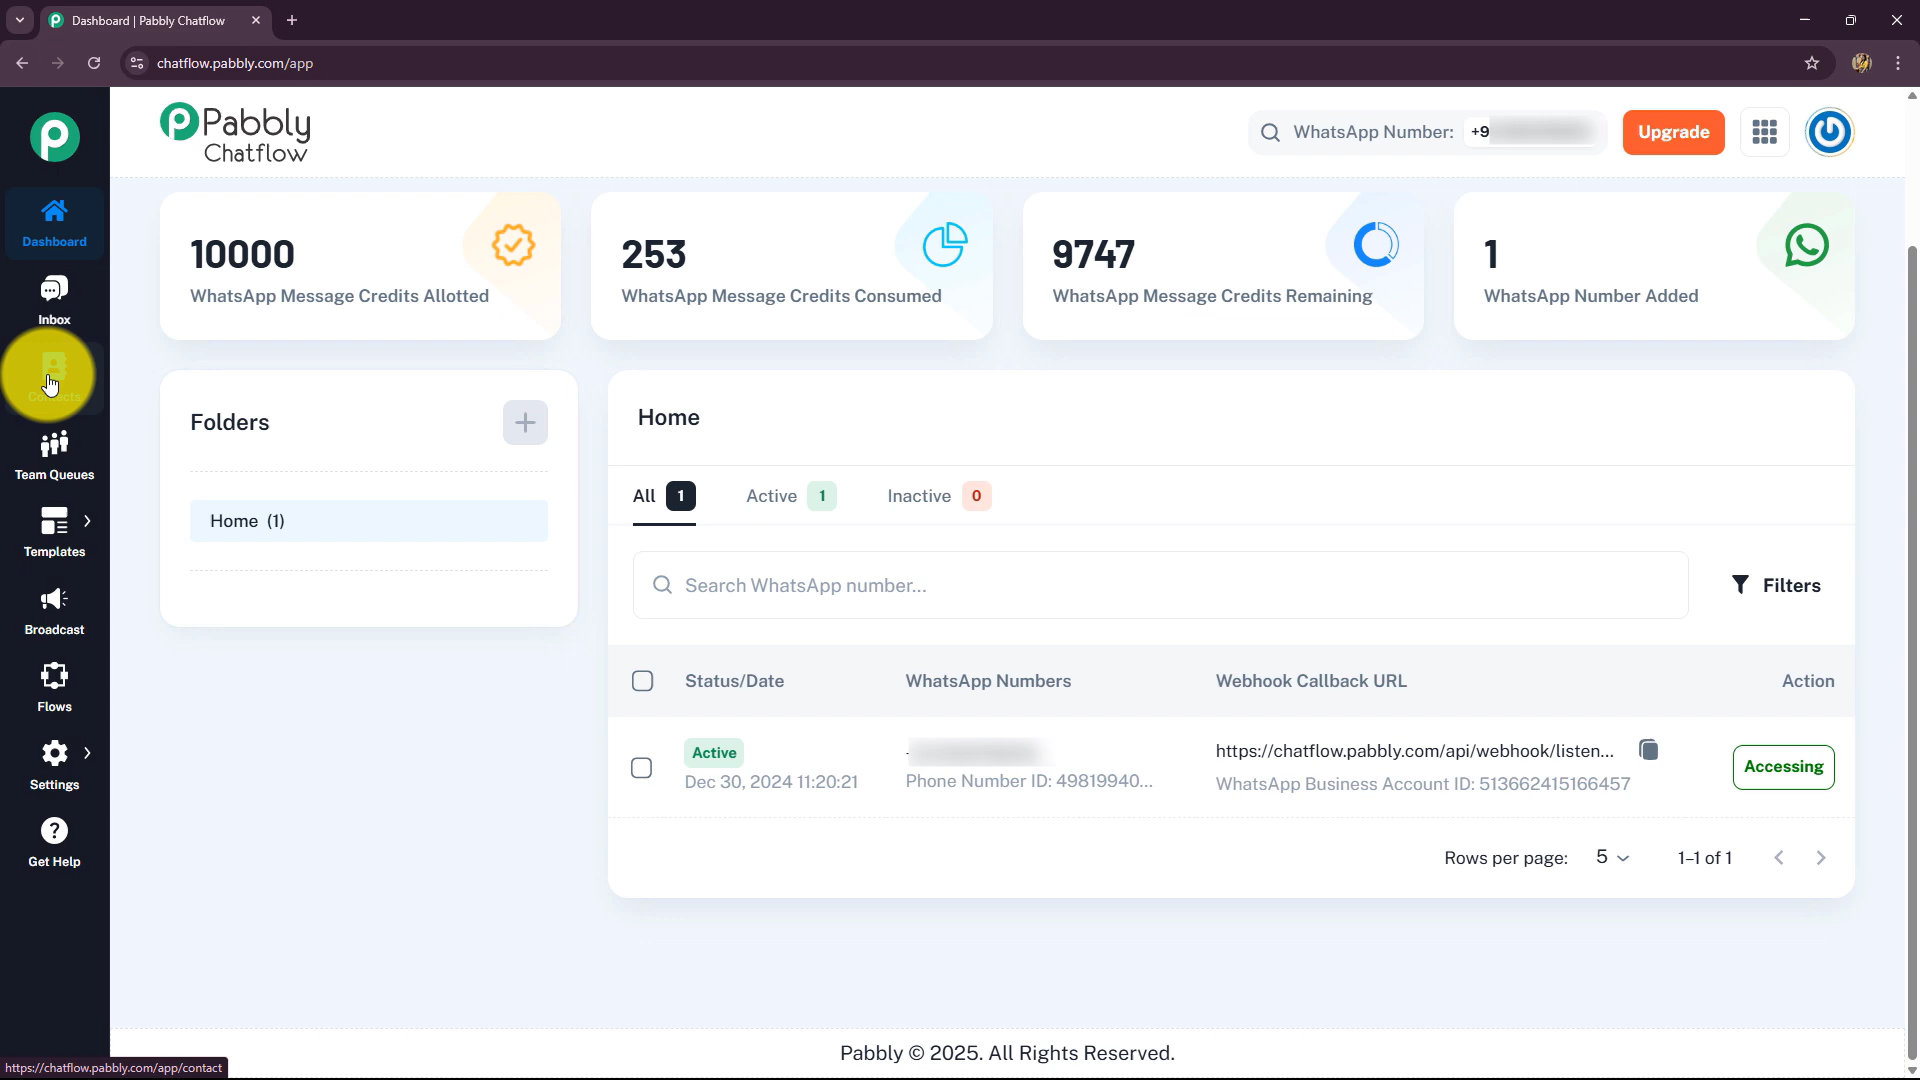 Dashboard | Pabbly Chatflow
chatflow.pabbly.com/app
Pabbly
Chatflow
WhatsApp Number: +9
Upgrade
Dashboard
Inbox
Contacts
Team Queues
Templates
Broadcast
Flows
Settings
Get Help
10000
WhatsApp Message Credits Allotted
253
WhatsApp Message Credits Consumed
9747
WhatsApp Message Credits Remaining
1
WhatsApp Number Added
Folders
Home (1)
Home
All 1 Active 1 Inactive 0
Search WhatsApp number...
Filters
Status/Date WhatsApp Numbers Webhook Callback URL Action
Active
Dec 30, 2024 11:20:21
Phone Number ID: 49819940...
https://chatflow.pabbly.com/api/webhook/listen...
WhatsApp Business Account ID: 513662415166457
Accessing
Rows per page: 5 1–1 of 1
Pabbly © 2025. All Rights Reserved.
https://chatflow.pabbly.com/app/contact